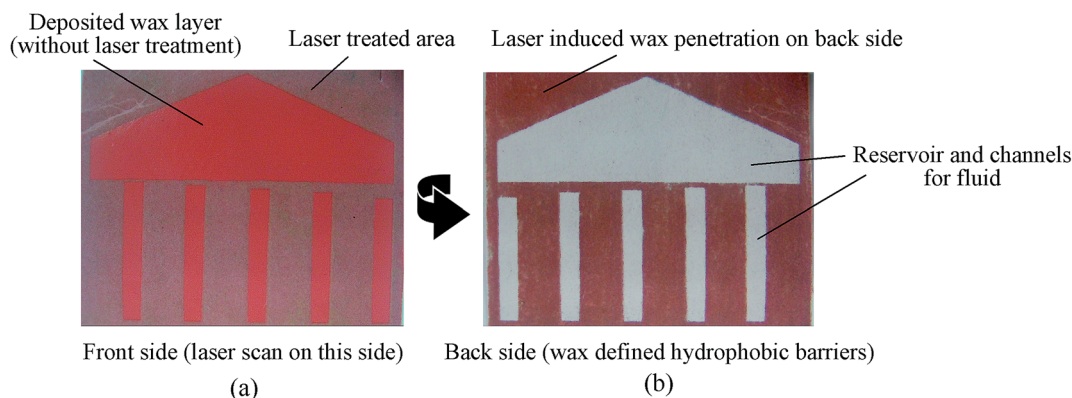 Deposited wax layer
(without laser treatment)
Laser treated area
Laser induced wax penetration on back side
Reservoir and channels
for fluid
Front side (laser scan on this side)
Back side (wax defined hydrophobic barriers)
(a)
(b)